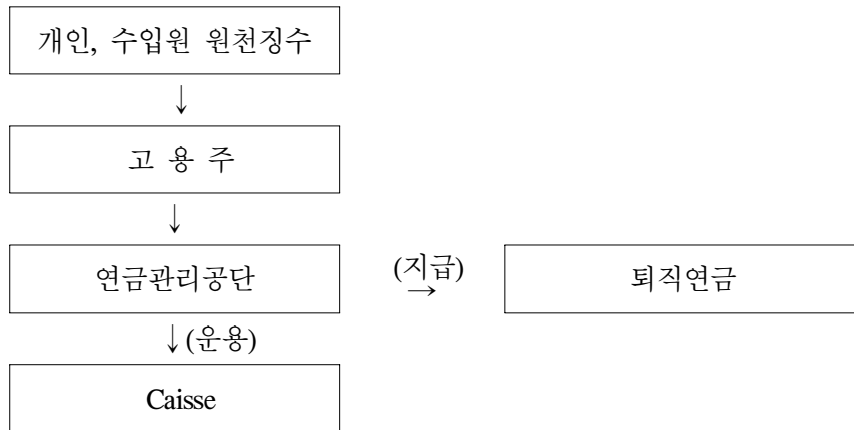 개인, 수입원 원천징수
↓
고 용 주
↓
연금관리공단
(지급)
→
퇴직연금
↓(운용)
Caisse